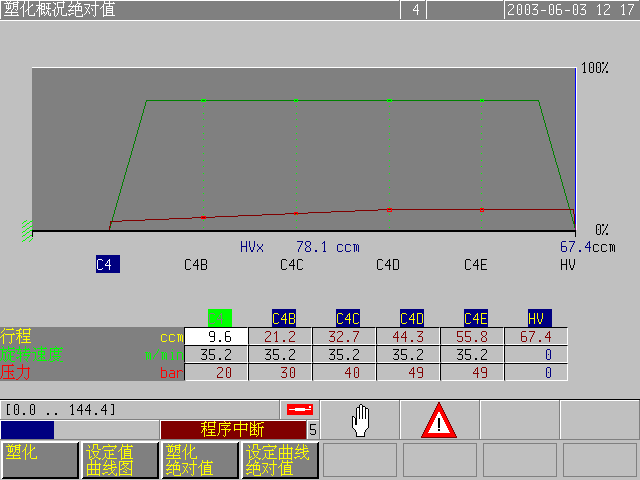 塑化概况绝对值 4 2003-06-03 12 17
100%
0%
HVx 78.1 ccm 67.4ccm
C4 C4B C4C C4D C4E HV
C4 C4B C4C C4D C4E HV
行程 ccm 9.6 21.2 32.7 44.3 55.8 67.4
旋转速度 m/min 35.2 35.2 35.2 35.2 35.2 0
压力 bar 20 30 40 49 49 0
[0.0 .. 144.4]
程序中断 5
塑化 设定值 塑化 设定曲线
曲线图 绝对值 绝对值